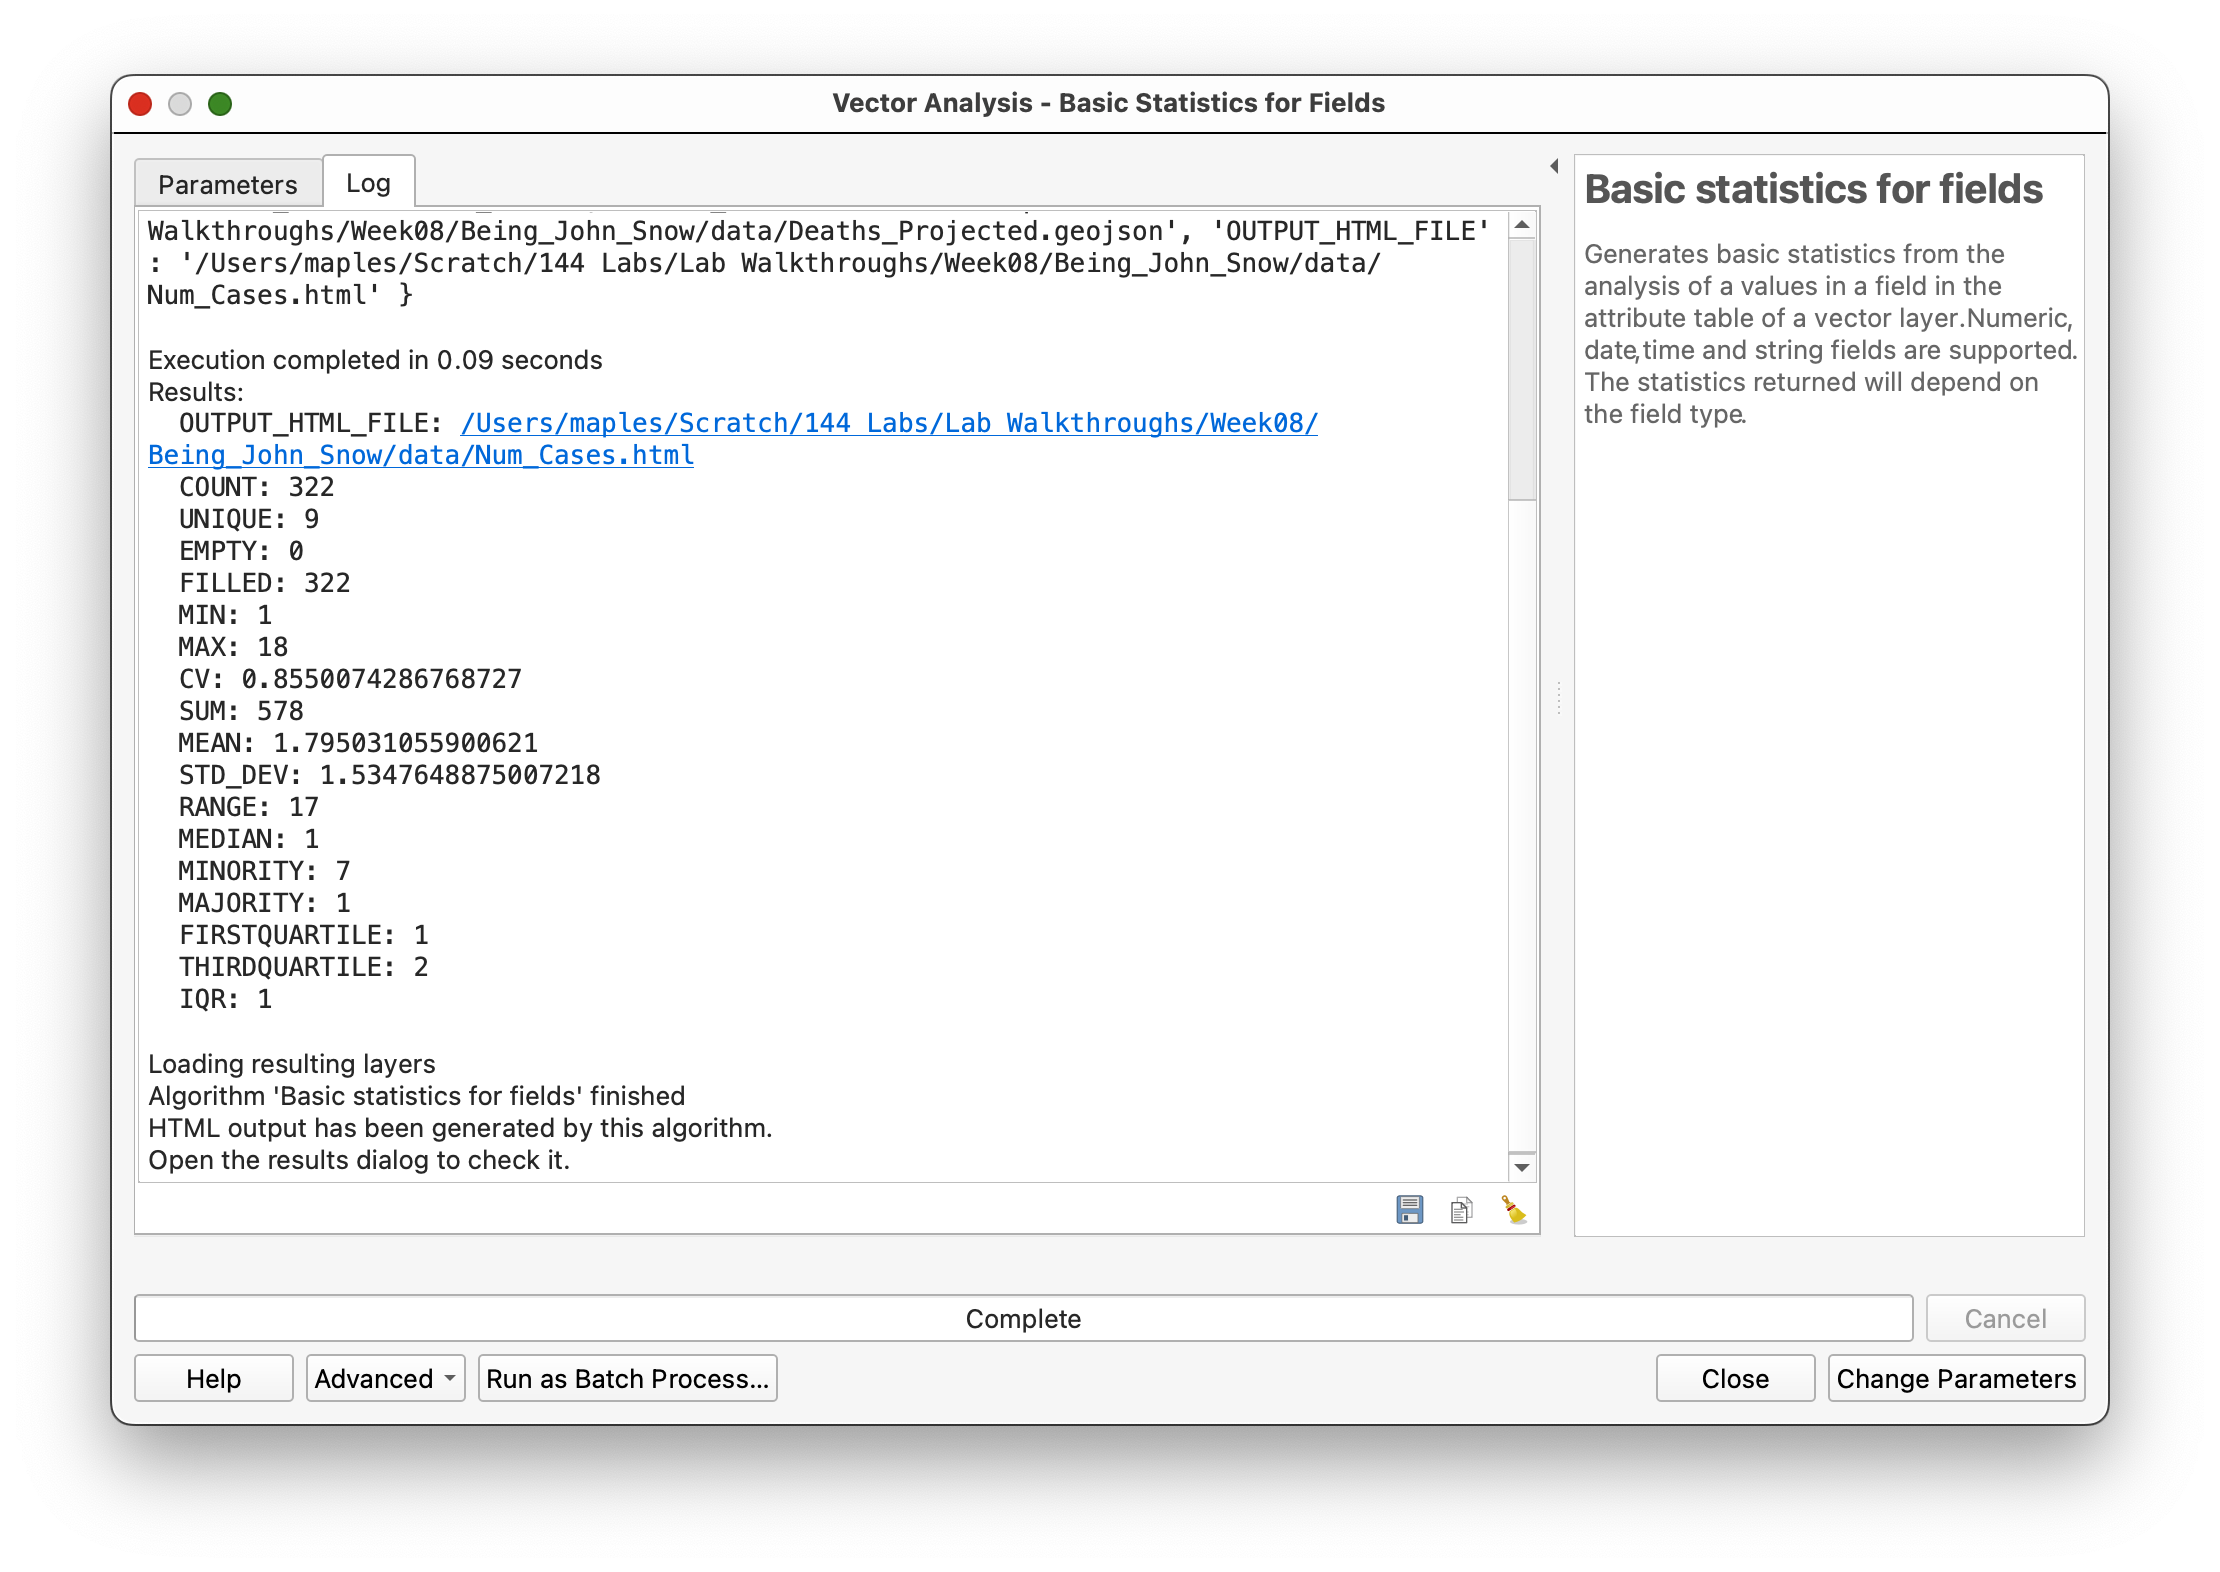 Vector Analysis - Basic Statistics for Fields
Parameters
Log
Walkthroughs/Week08/Being_John_Snow/data/Deaths_Projected.geojson', 'OUTPUT_HTML_FILE'
: '/Users/maples/Scratch/144 Labs/Lab Walkthroughs/Week08/Being_John_Snow/data/
Num_Cases.html' }
Execution completed in 0.09 seconds
Results:
OUTPUT_HTML_FILE: /Users/maples/Scratch/144 Labs/Lab Walkthroughs/Week08/
Being_John_Snow/data/Num_Cases.html
COUNT: 322
UNIQUE: 9
EMPTY: 0
FILLED: 322
MIN: 1
MAX: 18
CV: 0.8550074286768727
SUM: 578
MEAN: 1.795031055900621
STD_DEV: 1.5347648875007218
RANGE: 17
MEDIAN: 1
MINORITY: 7
MAJORITY: 1
FIRSTQUARTILE: 1
THIRDQUARTILE: 2
IQR: 1
Loading resulting layers
Algorithm 'Basic statistics for fields' finished
HTML output has been generated by this algorithm.
Open the results dialog to check it.
Basic statistics for fields
Generates basic statistics from the
analysis of a values in a field in the
attribute table of a vector layer.Numeric,
date,time and string fields are supported.
The statistics returned will depend on
the field type.
Complete
Cancel
Help
Advanced
Run as Batch Process...
Close
Change Parameters